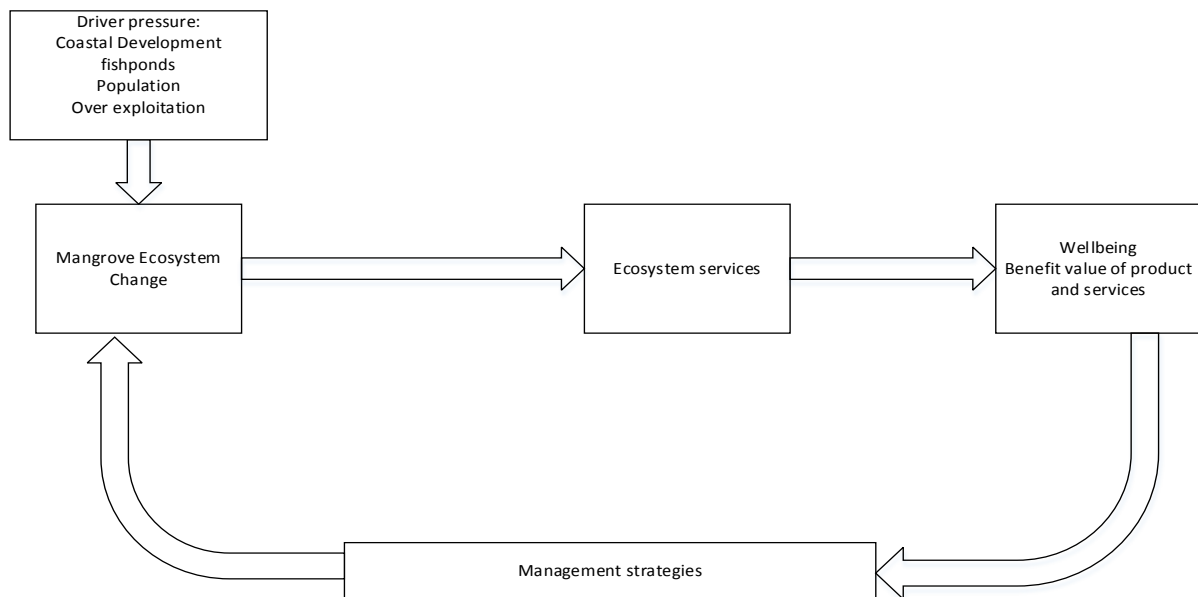 Driver pressure:
Coastal Development
fishponds
Population
Over exploitation
Mangrove Ecosystem
Change
Ecosystem services
Wellbeing
Benefit value of product
and services
Management strategies